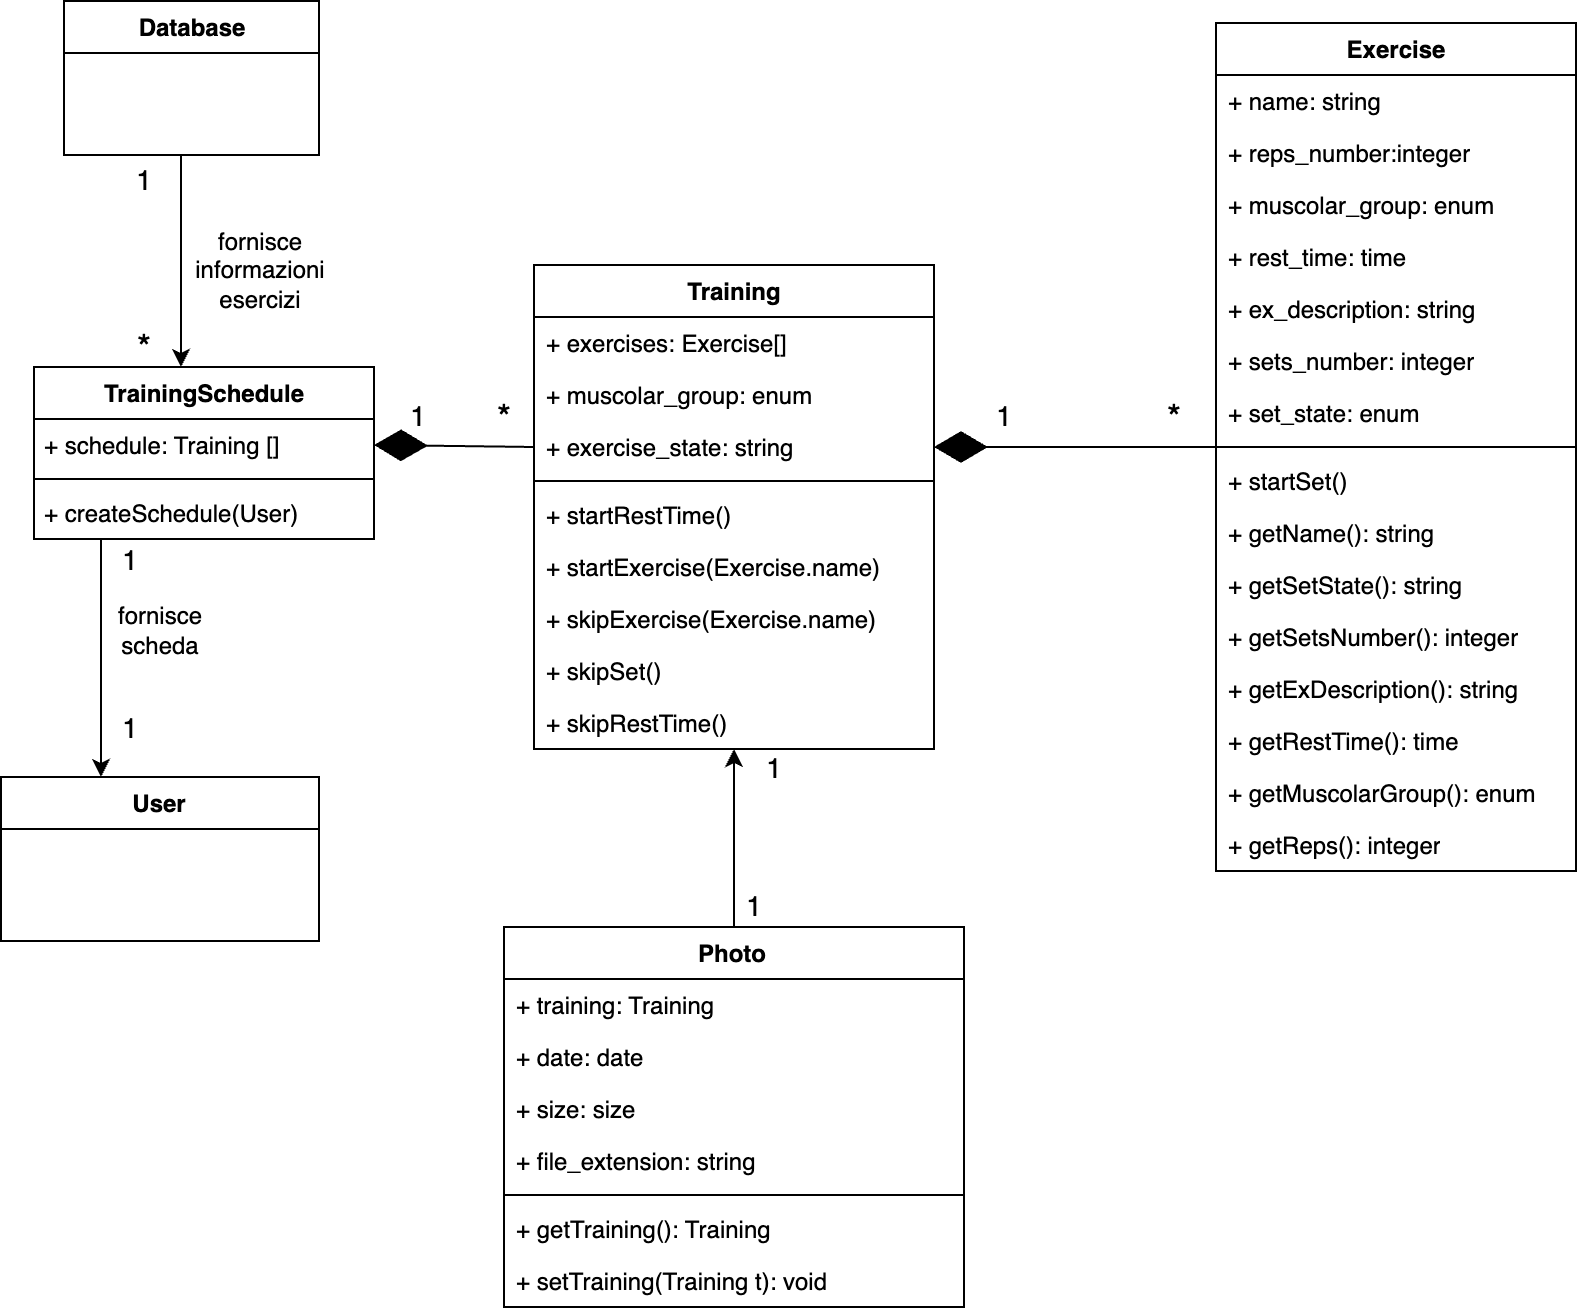 Database
1
fornisce
informazioni
esercizi
*
TrainingSchedule
+ schedule: Training []
+ createSchedule(User)
1
*
1
fornisce
scheda
1
User
Training
+ exercises: Exercise[]
+ muscolar_group: enum
+ exercise_state: string
+ startRestTime()
+ startExercise(Exercise.name)
+ skipExercise(Exercise.name)
+ skipSet()
+ skipRestTime()
1
*
1
1
Photo
+ training: Training
+ date: date
+ size: size
+ file_extension: string
+ getTraining(): Training
+ setTraining(Training t): void
Exercise
+ name: string
+ reps_number:integer
+ muscolar_group: enum
+ rest_time: time
+ ex_description: string
+ sets_number: integer
+ set_state: enum
+ startSet()
+ getName(): string
+ getSetState(): string
+ getSetsNumber(): integer
+ getExDescription(): string
+ getRestTime(): time
+ getMuscolarGroup(): enum
+ getReps(): integer